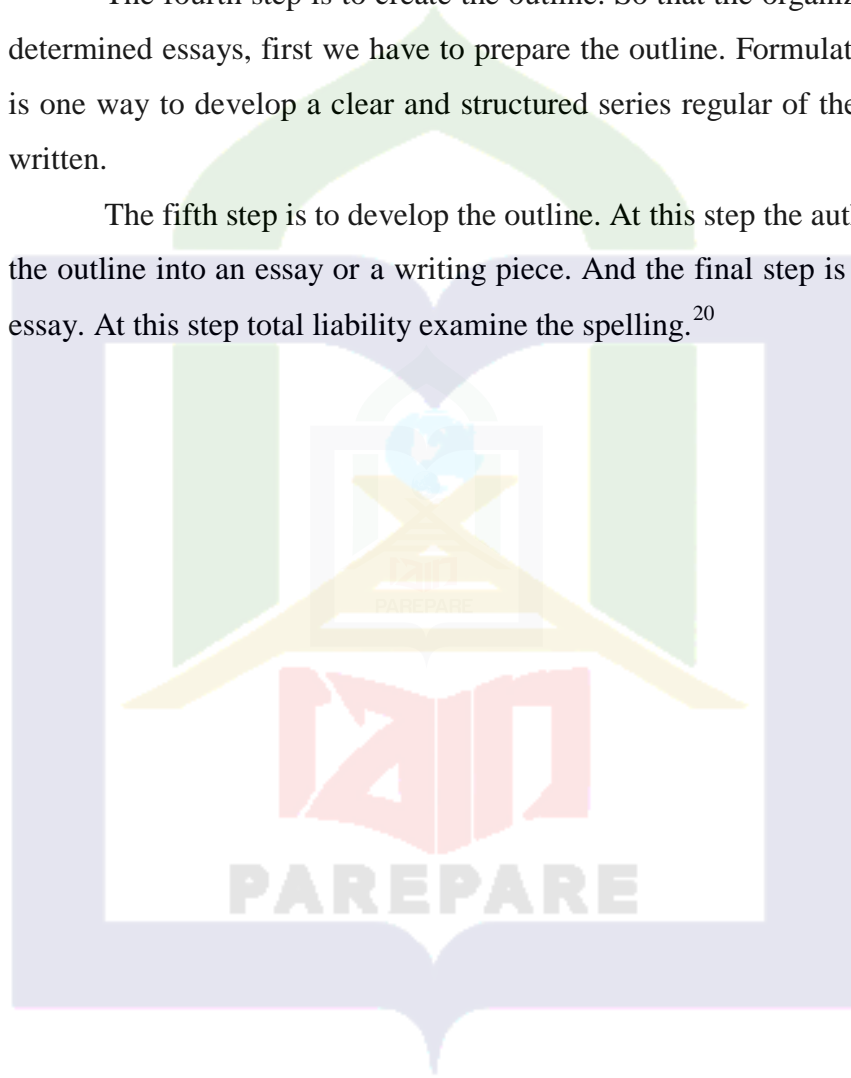 The fourth step is to create the outline. So that the organiz
determined essays, first we have to prepare the outline. Formulat
is one way to develop a clear and structured series regular of the
written.
The fifth step is to develop the outline. At this step the aut
the outline into an essay or a writing piece. And the final step is
essay. At this step total liability examine the spelling.20
PAREPARE
PAREPARE